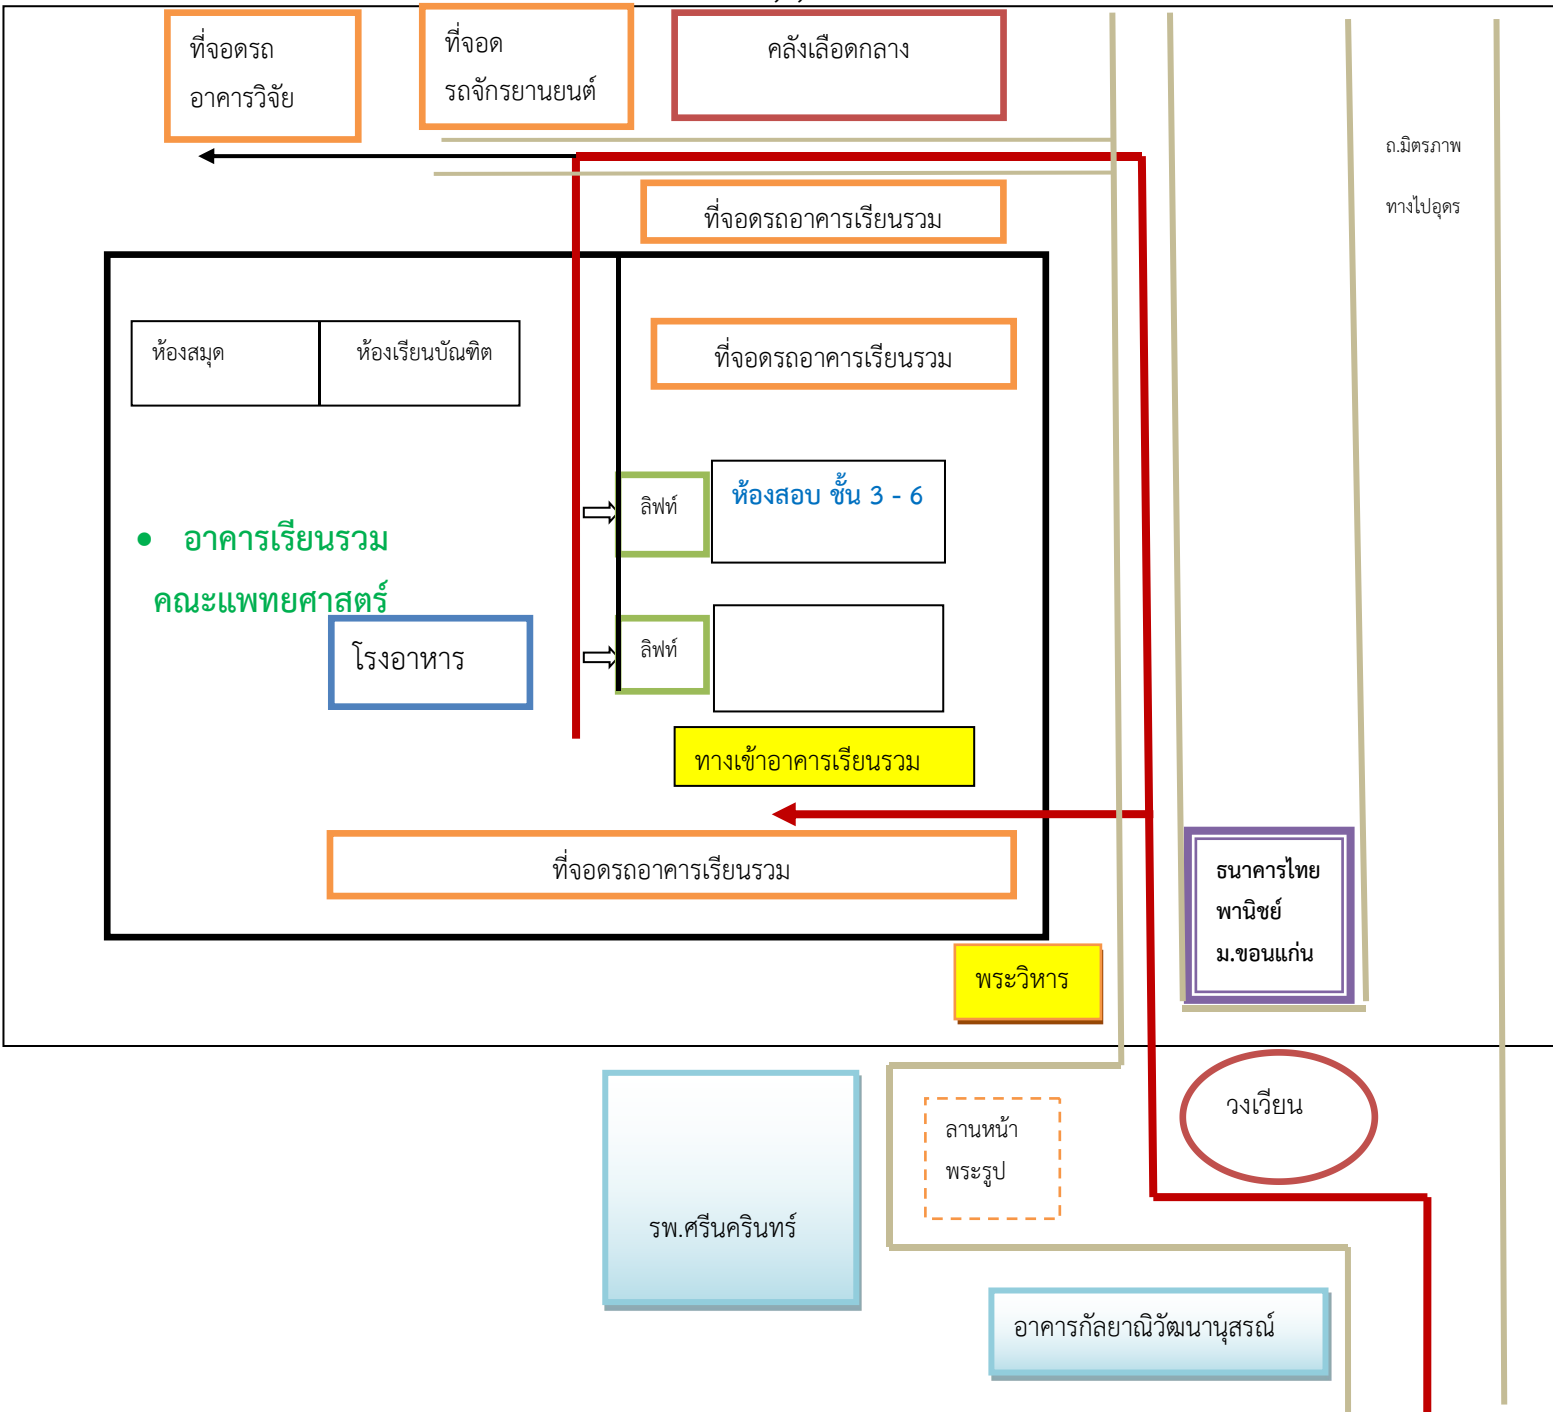 ที่จอดรถ
อาคารวิจัย
ที่จอด
รถจักรยานยนต์
คลังเลือดกลาง
ถ.มิตรภาพ
ทางไปอุดร
ที่จอดรถอาคารเรียนรวม
ห้องสมุด
ห้องเรียนบัณฑิต
ที่จอดรถอาคารเรียนรวม
ลิฟท์
ห้องสอบ ชั้น 3 - 6
• อาคารเรียนรวม
คณะแพทยศาสตร์
โรงอาหาร
ลิฟท์
ทางเข้าอาคารเรียนรวม
ที่จอดรถอาคารเรียนรวม
ธนาคารไทย
พานิชย์
ม.ขอนแก่น
พระวิหาร
วงเวียน
ลานหน้า
พระรูป
รพ.ศรีนครินทร์
อาคารกัลยาณิวัฒนานุสรณ์